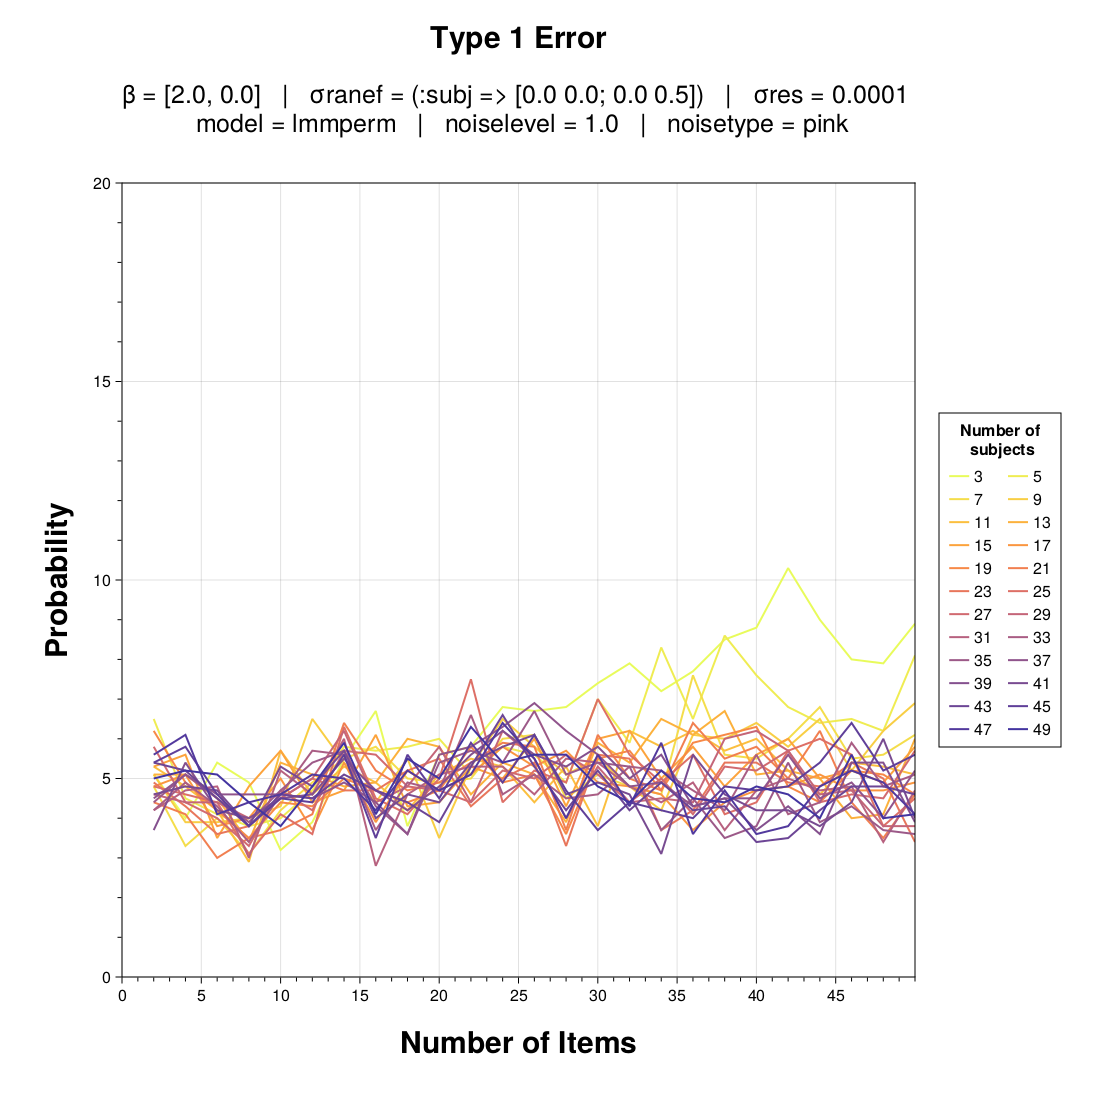 Type 1 Error
β = [2.0, 0.0] | σranef = (:subj => [0.0 0.0; 0.0 0.5]) | σres = 0.0001
model = lmmperm | noiselevel = 1.0 | noisetype = pink
20
15
10
5
0
Probability
0 5 10 15 20 25 30 35 40 45
Number of Items
Number of
subjects
3 5
7 9
11 13
15 17
19 21
23 25
27 29
31 33
35 37
39 41
43 45
47 49